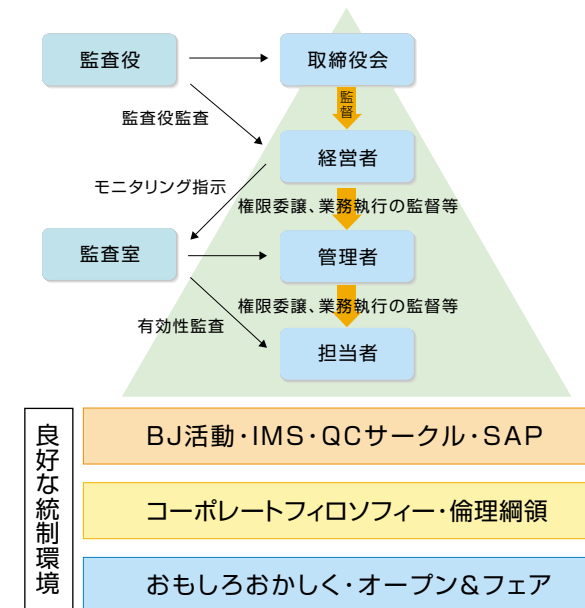 監査役
取締役会
監督
監査役監査
経営者
モニタリング指示
権限委譲、業務執行の監督等
監査室
管理者
権限委譲、業務執行の監督等
有効性監査
担当者
良好な統制環境
BJ活動・IMS・QCサークル・SAP
コーポレートフィロソフィー・倫理綱領
おもしろおかしく・オープン&フェア